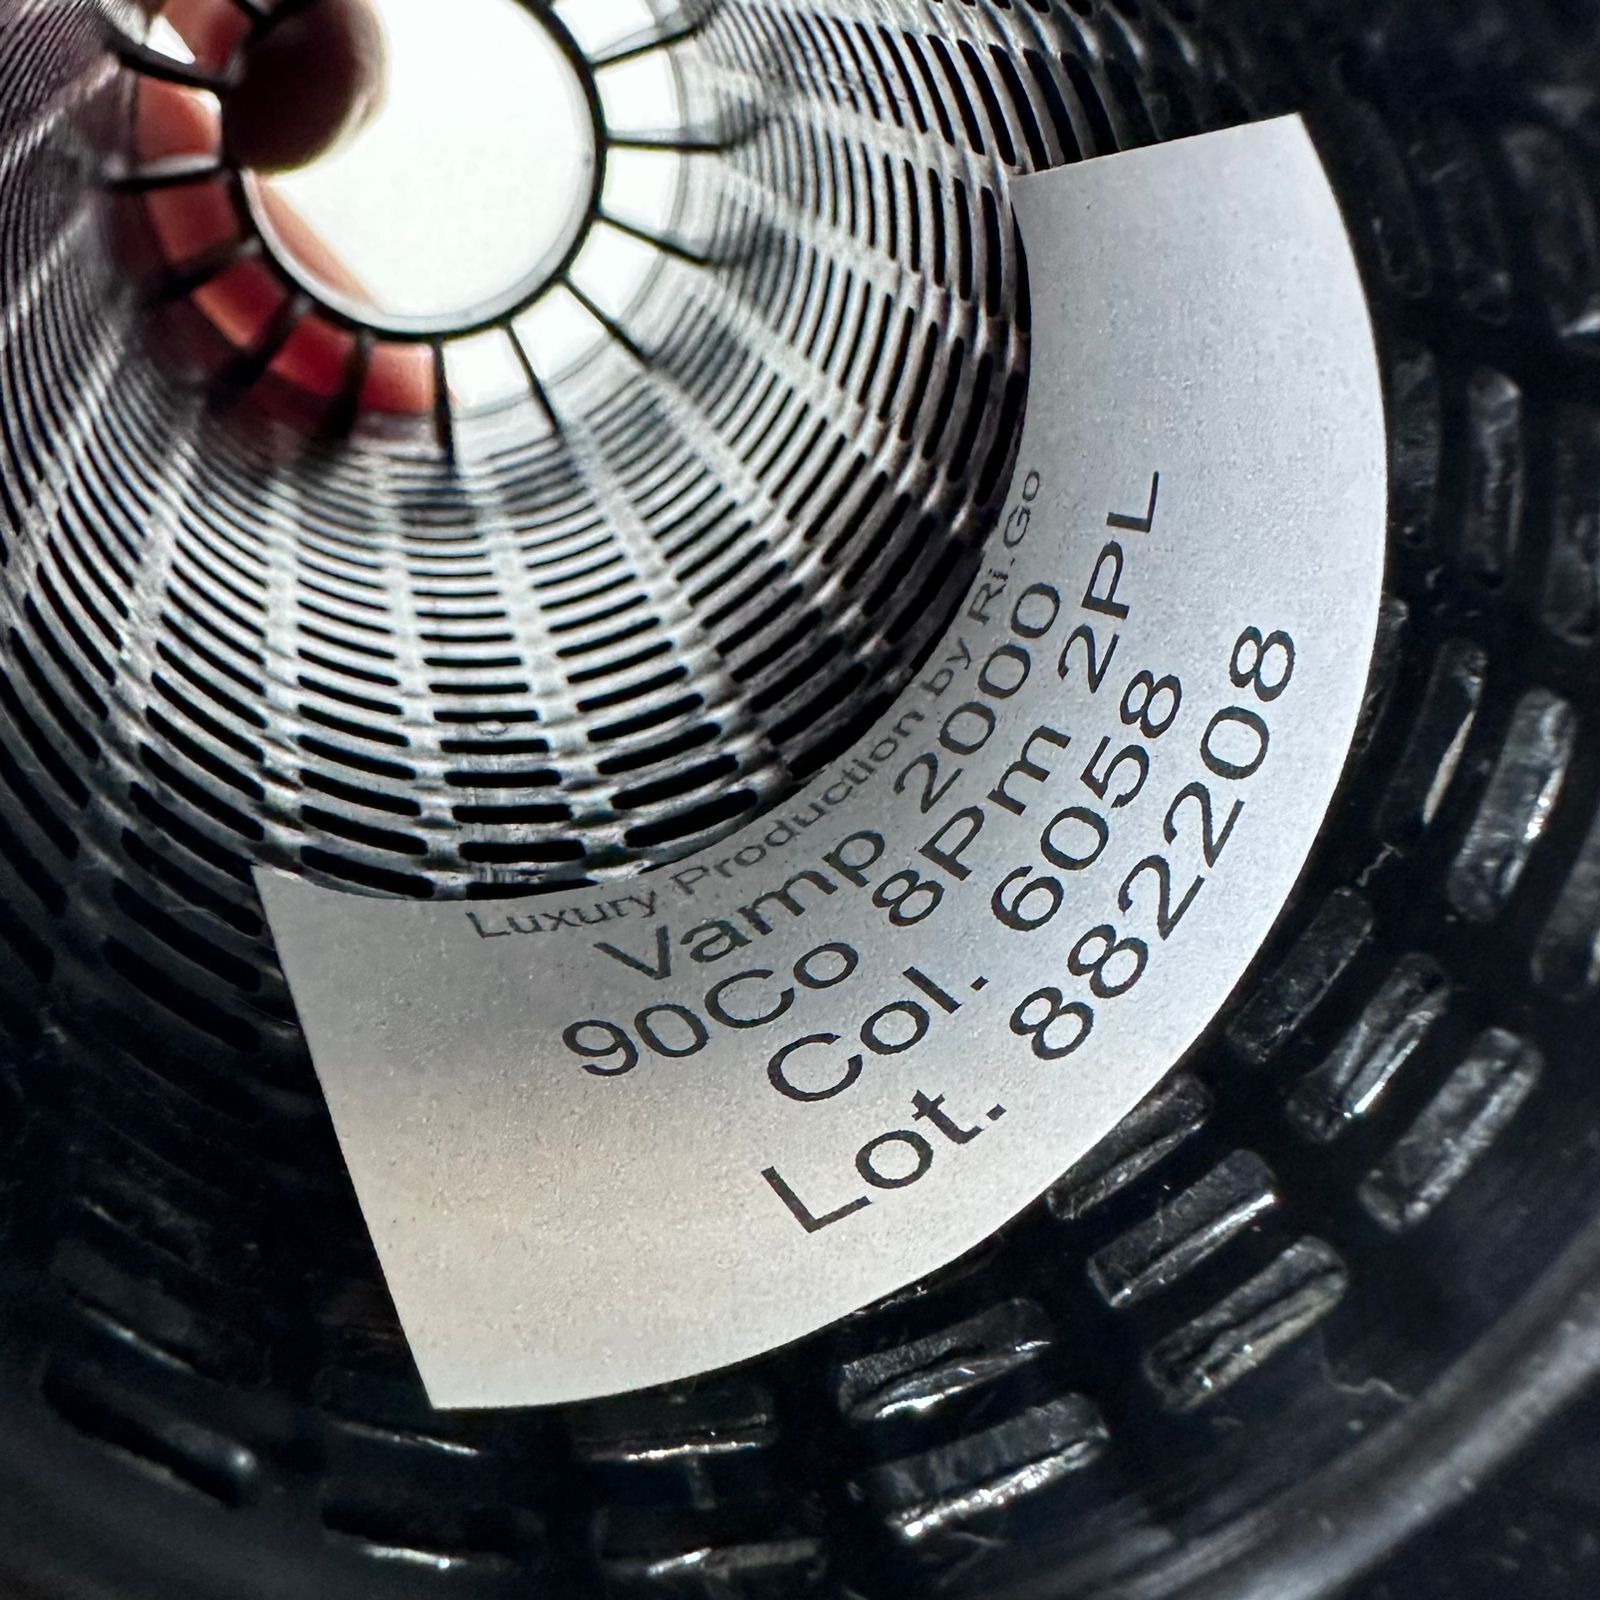 Luxury Production by Ri.Go
Vamp 2000
90Co 8Pm 2PL
Col. 6058
Lot. 882208